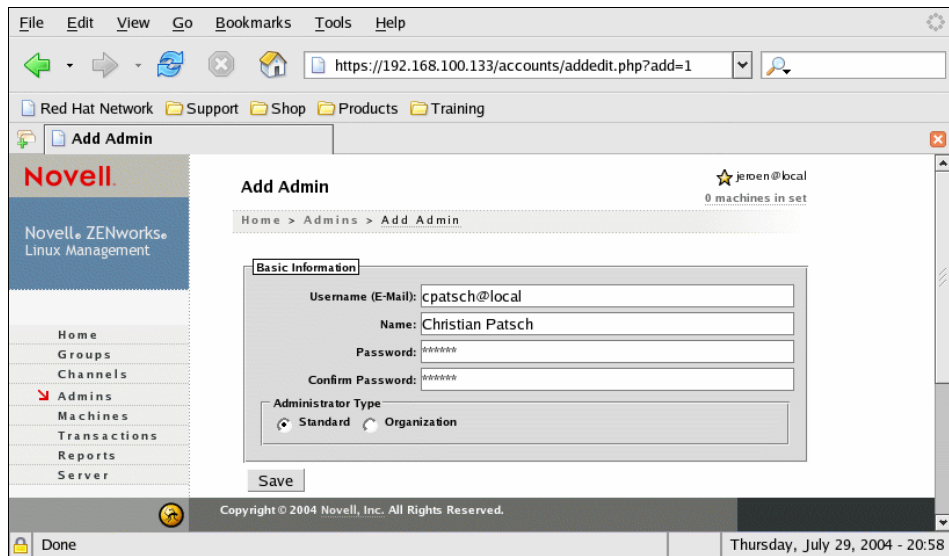 File Edit View Go Bookmarks Tools Help
https://192.168.100.133/accounts/addedit.php?add=1
Red Hat Network Support Shop Products Training
Add Admin
Novell.
Novell® ZENworks®
Linux Management
Add Admin
jeroen@local
0 machines in set
Home > Admins > Add Admin
Basic Information
Username (E-Mail): cpatsch@local
Name: Christian Patsch
Password: ******
Confirm Password: ******
Administrator Type
Standard Organization
Save
Home
Groups
Channels
Admins
Machines
Transactions
Reports
Server
Copyright © 2004 Novell, Inc. All Rights Reserved.
Done Thursday, July 29, 2004 - 20:58